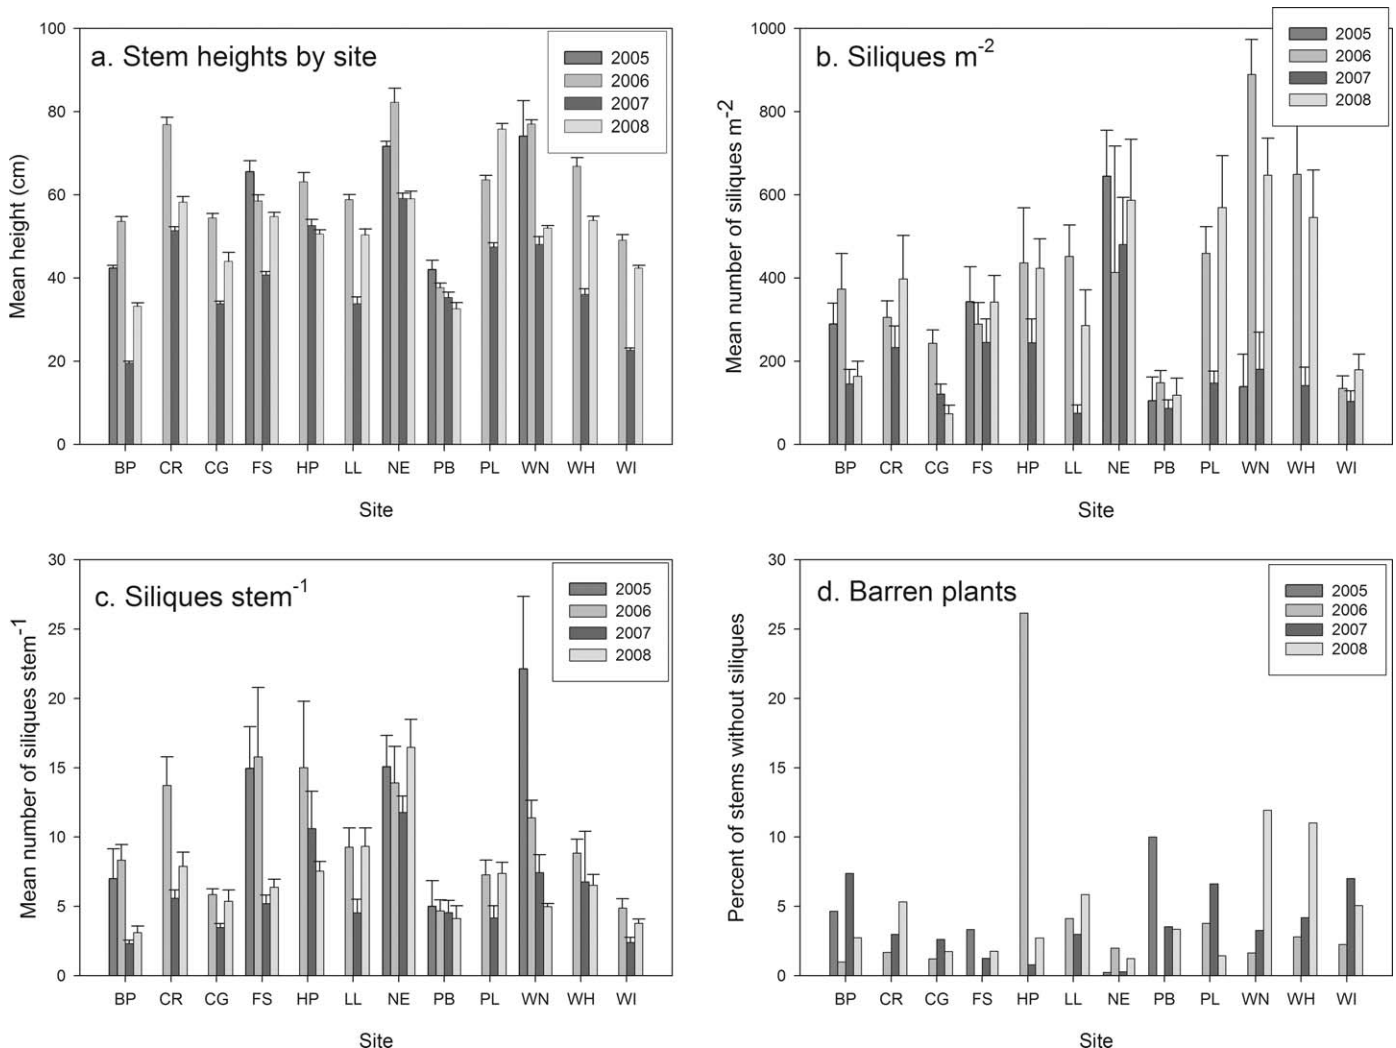 a. Stem heights by site
2005
2006
2007
2008
Mean height (cm)
100
80
60
40
20
0
BP CR CG FS HP LL NE PB PL WN WH WI
Site
b. Siliques m-2
2005
2006
2007
2008
Mean number of siliques m-2
1000
800
600
400
200
0
BP CR CG FS HP LL NE PB PL WN WH WI
Site
c. Siliques stem-1
2005
2006
2007
2008
Mean number of siliques stem-1
30
25
20
15
10
5
0
BP CR CG FS HP LL NE PB PL WN WH WI
Site
d. Barren plants
2005
2006
2007
2008
Percent of stems without siliques
30
25
20
15
10
5
0
BP CR CG FS HP LL NE PB PL WN WH WI
Site